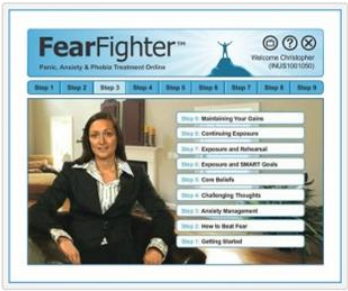 FearFighter™
Panic, Anxiety & Phobia Treatment Online
Welcome Christopher
(INUS1001050)
Step 1 Step 2 Step 3 Step 4 Step 5 Step 6 Step 7 Step 8 Step 9
Step 9: Maintaining Your Gains
Step 8: Continuing Exposure
Step 7: Exposure and Rehearsal
Step 6: Exposure and SMART Goals
Step 5: Core Beliefs
Step 4: Challenging Thoughts
Step 3: Anxiety Management
Step 2: How to Beat Fear
Step 1: Getting Started